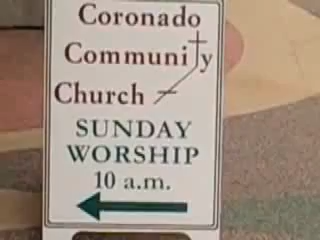 Coronado
Community
Church
SUNDAY
WORSHIP
10 a.m.